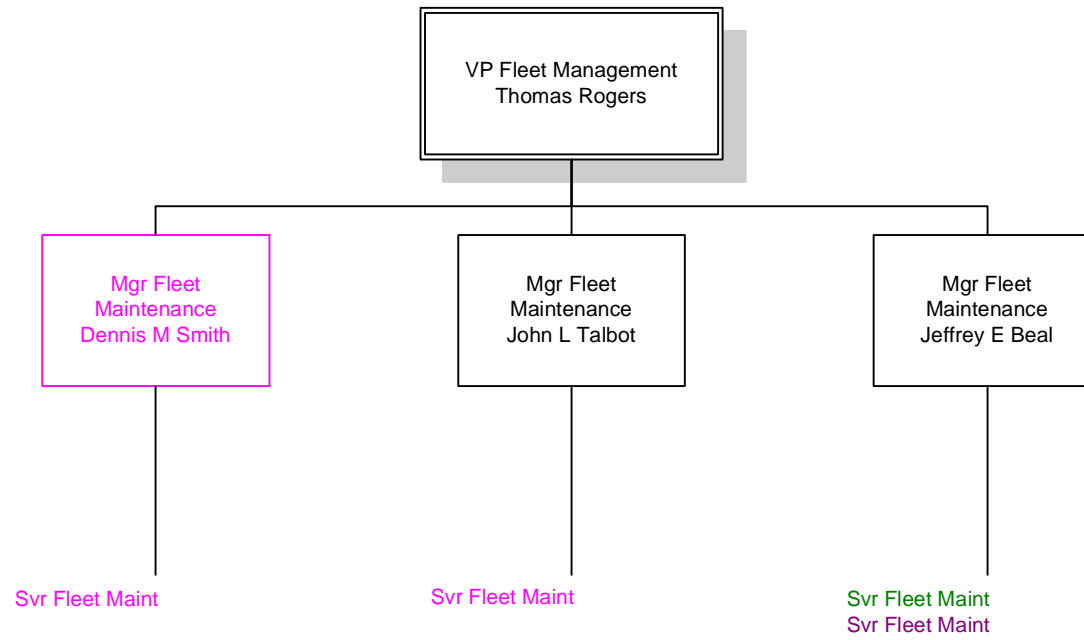 VP Fleet Management
Thomas Rogers
Mgr Fleet
Maintenance
Dennis M Smith
Mgr Fleet
Maintenance
John L Talbot
Mgr Fleet
Maintenance
Jeffrey E Beal
Svr Fleet Maint
Svr Fleet Maint
Svr Fleet Maint
Svr Fleet Maint